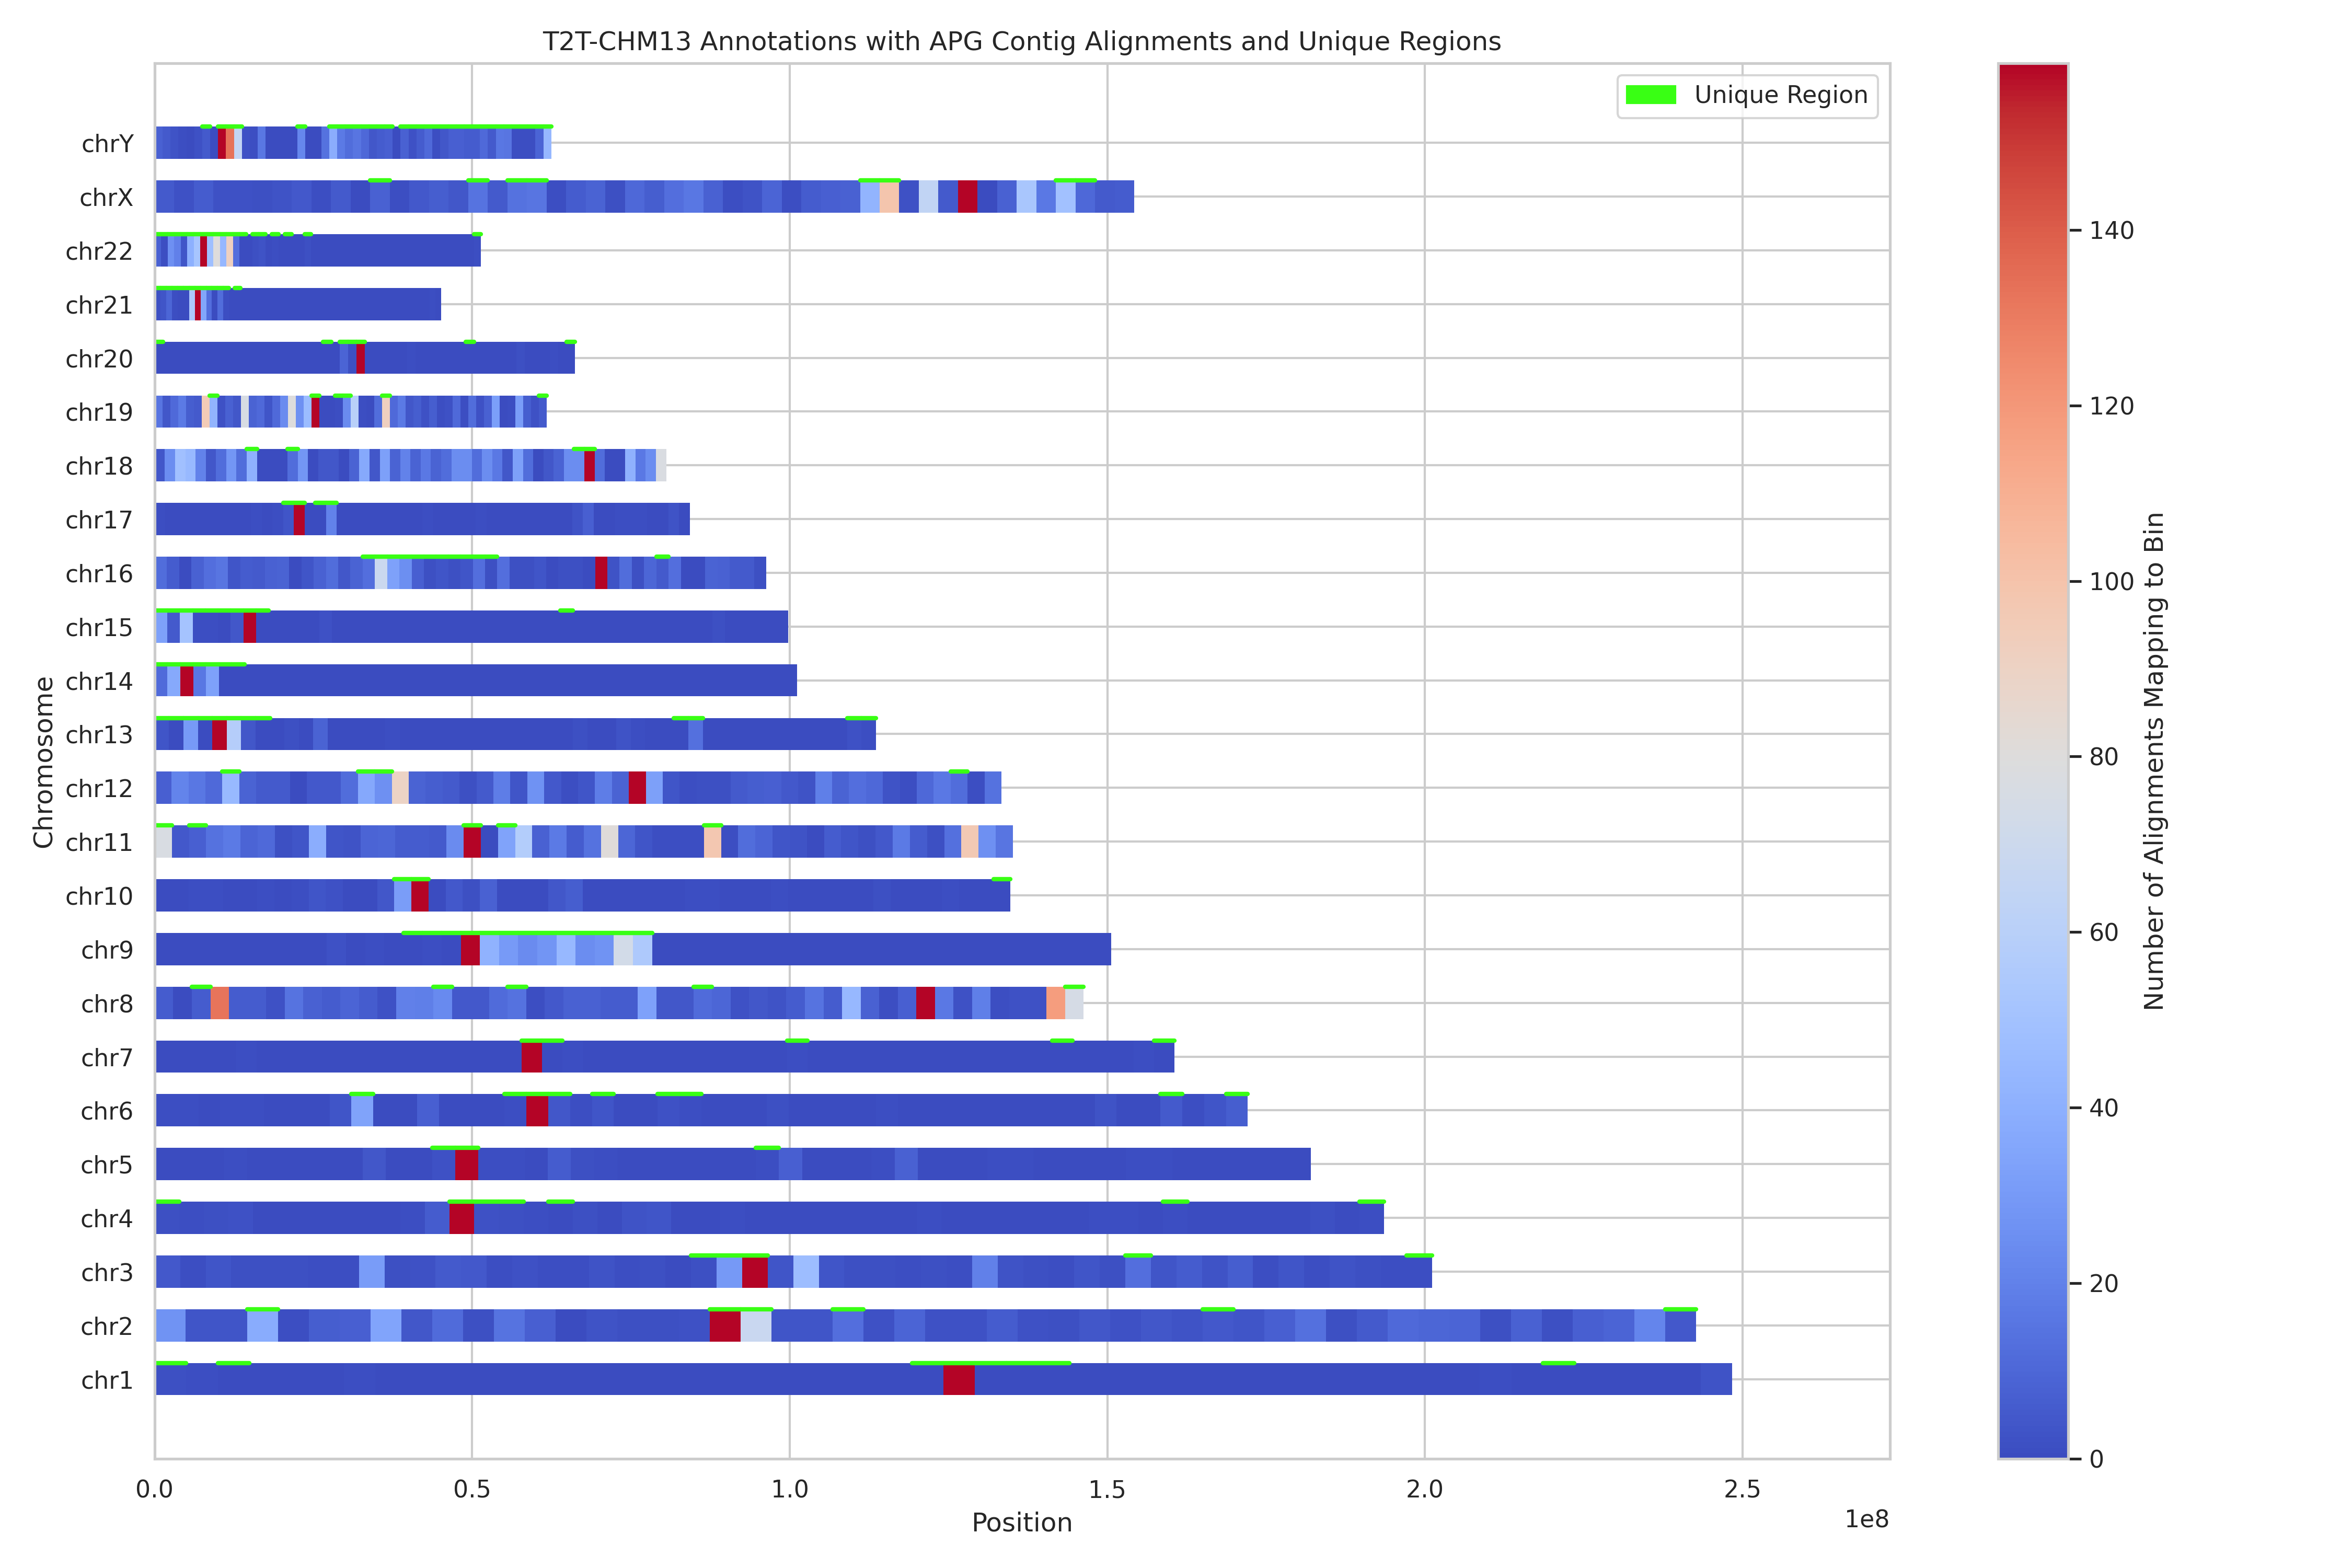 T2T-CHM13 Annotations with APG Contig Alignments and Unique Regions
Unique Region
chrY
chrX
chr22
chr21
chr20
chr19
chr18
chr17
chr16
chr15
chr14
chr13
chr12
chr11
chr10
chr9
chr8
chr7
chr6
chr5
chr4
chr3
chr2
chr1
Chromosome
0.0 0.5 1.0 1.5 2.0 2.5
1e8
Position
140
120
100
80
60
40
20
0
Number of Alignments Mapping to Bin